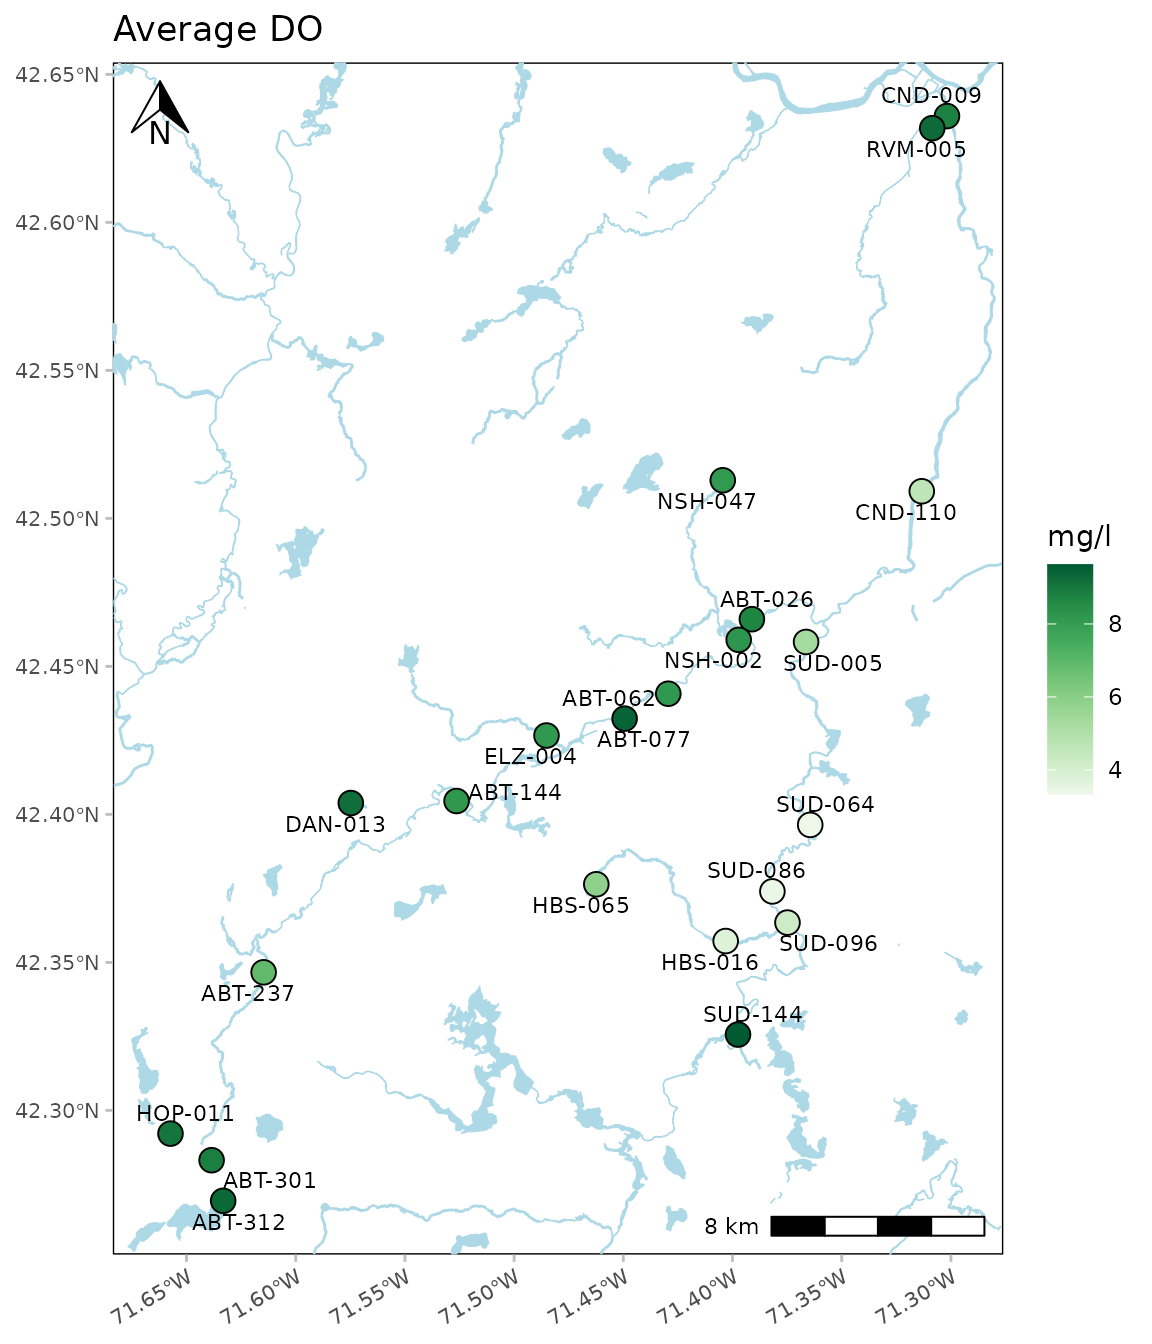 Average DO
42.65°N
42.60°N
42.55°N
42.50°N
42.45°N
42.40°N
42.35°N
42.30°N
N
CND-009
RVM-005
NSH-047
CND-110
ABT-026
NSH-002
SUD-005
ABT-062
ABT-077
ELZ-004
ABT-144
DAN-013
SUD-064
SUD-086
HBS-065
SUD-096
HBS-016
ABT-237
SUD-144
HOP-011
ABT-301
ABT-312
8 km
71.65°W
71.60°W
71.55°W
71.50°W
71.45°W
71.40°W
71.35°W
71.30°W
mg/l
8
6
4